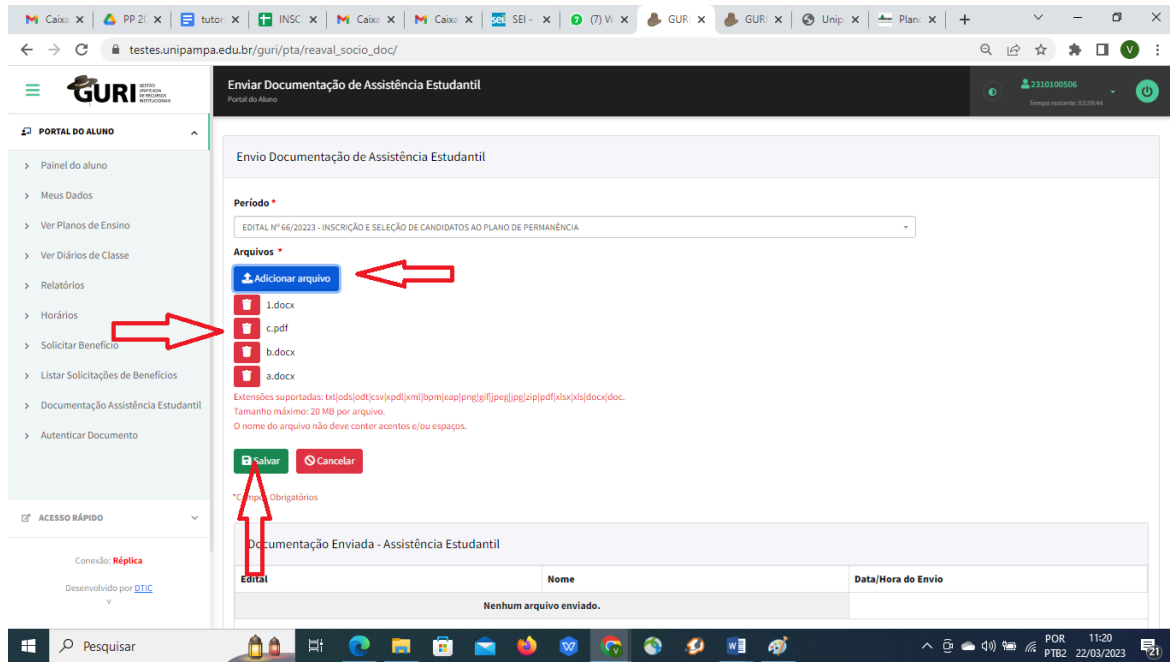 Caixa
PP 2(
tutor
INSC
Caixa
Caixa
SEI -
(7) W
GURI
GURI
Unip
Planc
testes.unipampa.edu.br/guri/pta/reaval_socio_doc/
V
GURI
GESTÃO
UNIFICADA
DE RECURSOS
INSTITUCIONAIS
Enviar Documentação de Assistência Estudantil
Portal do Aluno
2310100506
Tempo restante: 03:59:44
PORTAL DO ALUNO
Painel do aluno
Meus Dados
Ver Planos de Ensino
Ver Diários de Classe
Relatórios
Horários
Solicitar Benefício
Listar Solicitações de Benefícios
Documentação Assistência Estudantil
Autenticar Documento
ACESSO RÁPIDO
Conexão: Réplica
Desenvolvido por DTIC
v
Envio Documentação de Assistência Estudantil
Período *
EDITAL Nº 66/20223 - INSCRIÇÃO E SELEÇÃO DE CANDIDATOS AO PLANO DE PERMANÊNCIA
Arquivos *
Adicionar arquivo
1.docx
c.pdf
b.docx
a.docx
Extensões suportadas: txt|ods|odt|csv|xpdl|xml|bpm|eap|png|gif|jpeg|jpg|zip|pdf|xlsx|xls|docx|doc.
Tamanho máximo: 20 MB por arquivo.
O nome do arquivo não deve conter acentos e/ou espaços.
Salvar
Cancelar
*Campos Obrigatórios
Documentação Enviada - Assistência Estudantil
Edital Nome Data/Hora do Envio
Nenhum arquivo enviado.
Pesquisar
POR
PTB2
11:20
22/03/2023
21